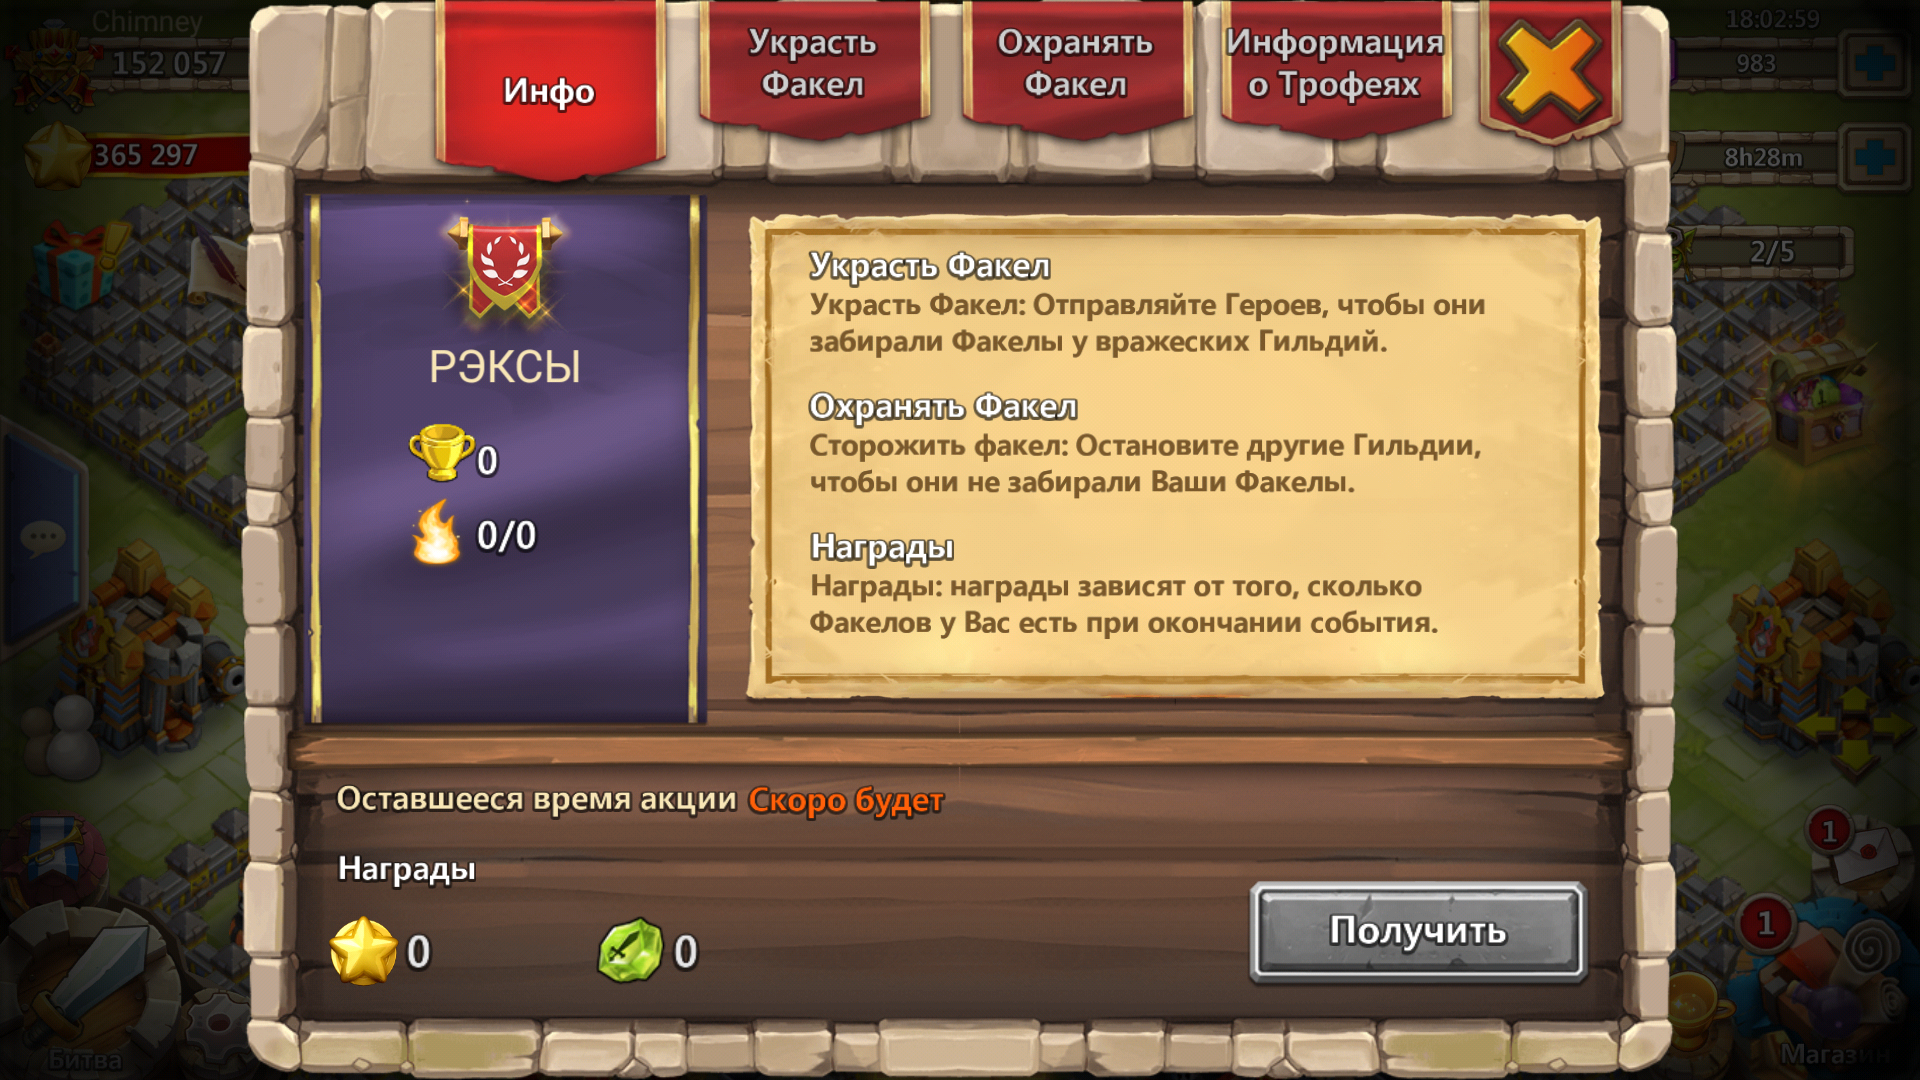 Chimney
152 057
365 297
Инфо
Украсть
Факел
Охранять
Факел
Информация
о Трофеях
18:02:59
983
8h28m
2/5
РЭКСЫ
0
0/0
Украсть Факел
Украсть Факел: Отправляйте Героев, чтобы они
забирали Факелы у вражеских Гильдий.
Охранять Факел
Сторожить факел: Остановите другие Гильдии,
чтобы они не забирали Ваши Факелы.
Награды
Награды: награды зависят от того, сколько
Факелов у Вас есть при окончании события.
Оставшееся время акции Скоро будет
Награды
0
0
Получить
1
1
Битва
Магазин